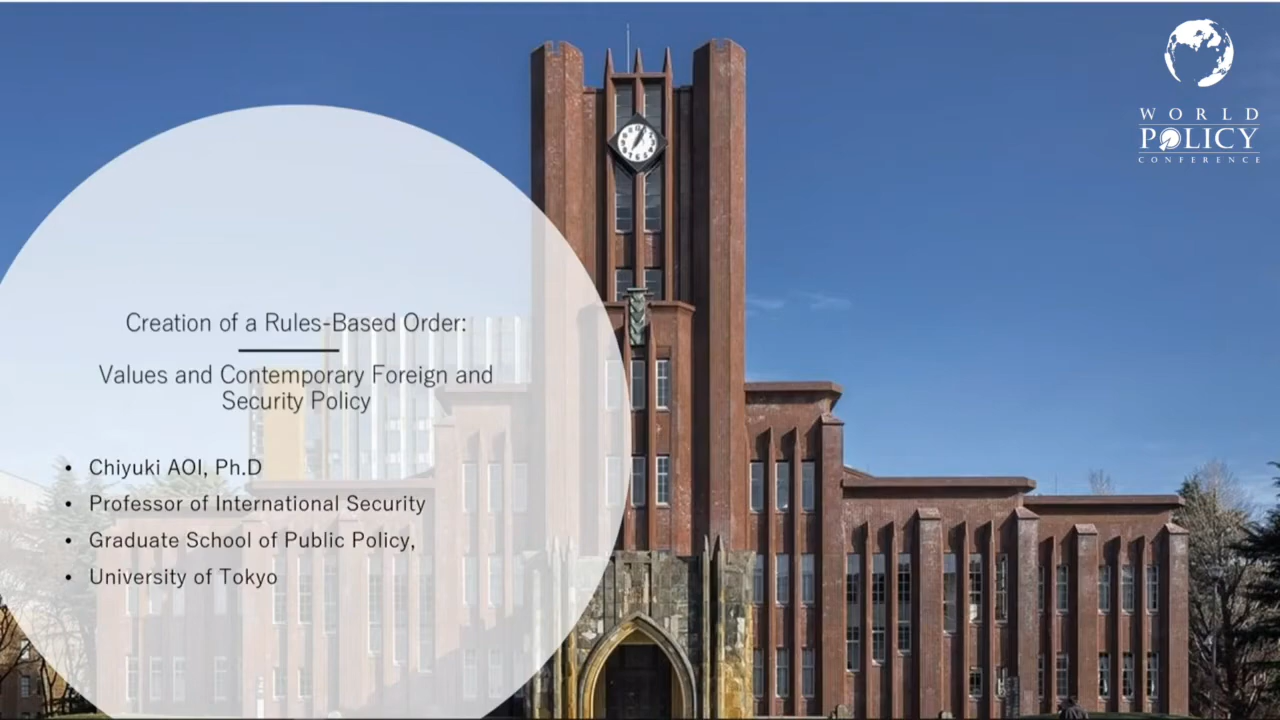 WORLD
POLICY
CONFERENCE
Creation of a Rules-Based Order:
Values and Contemporary Foreign and
Security Policy
• Chiyuki AOI, Ph.D
• Professor of International Security
• Graduate School of Public Policy,
• University of Tokyo